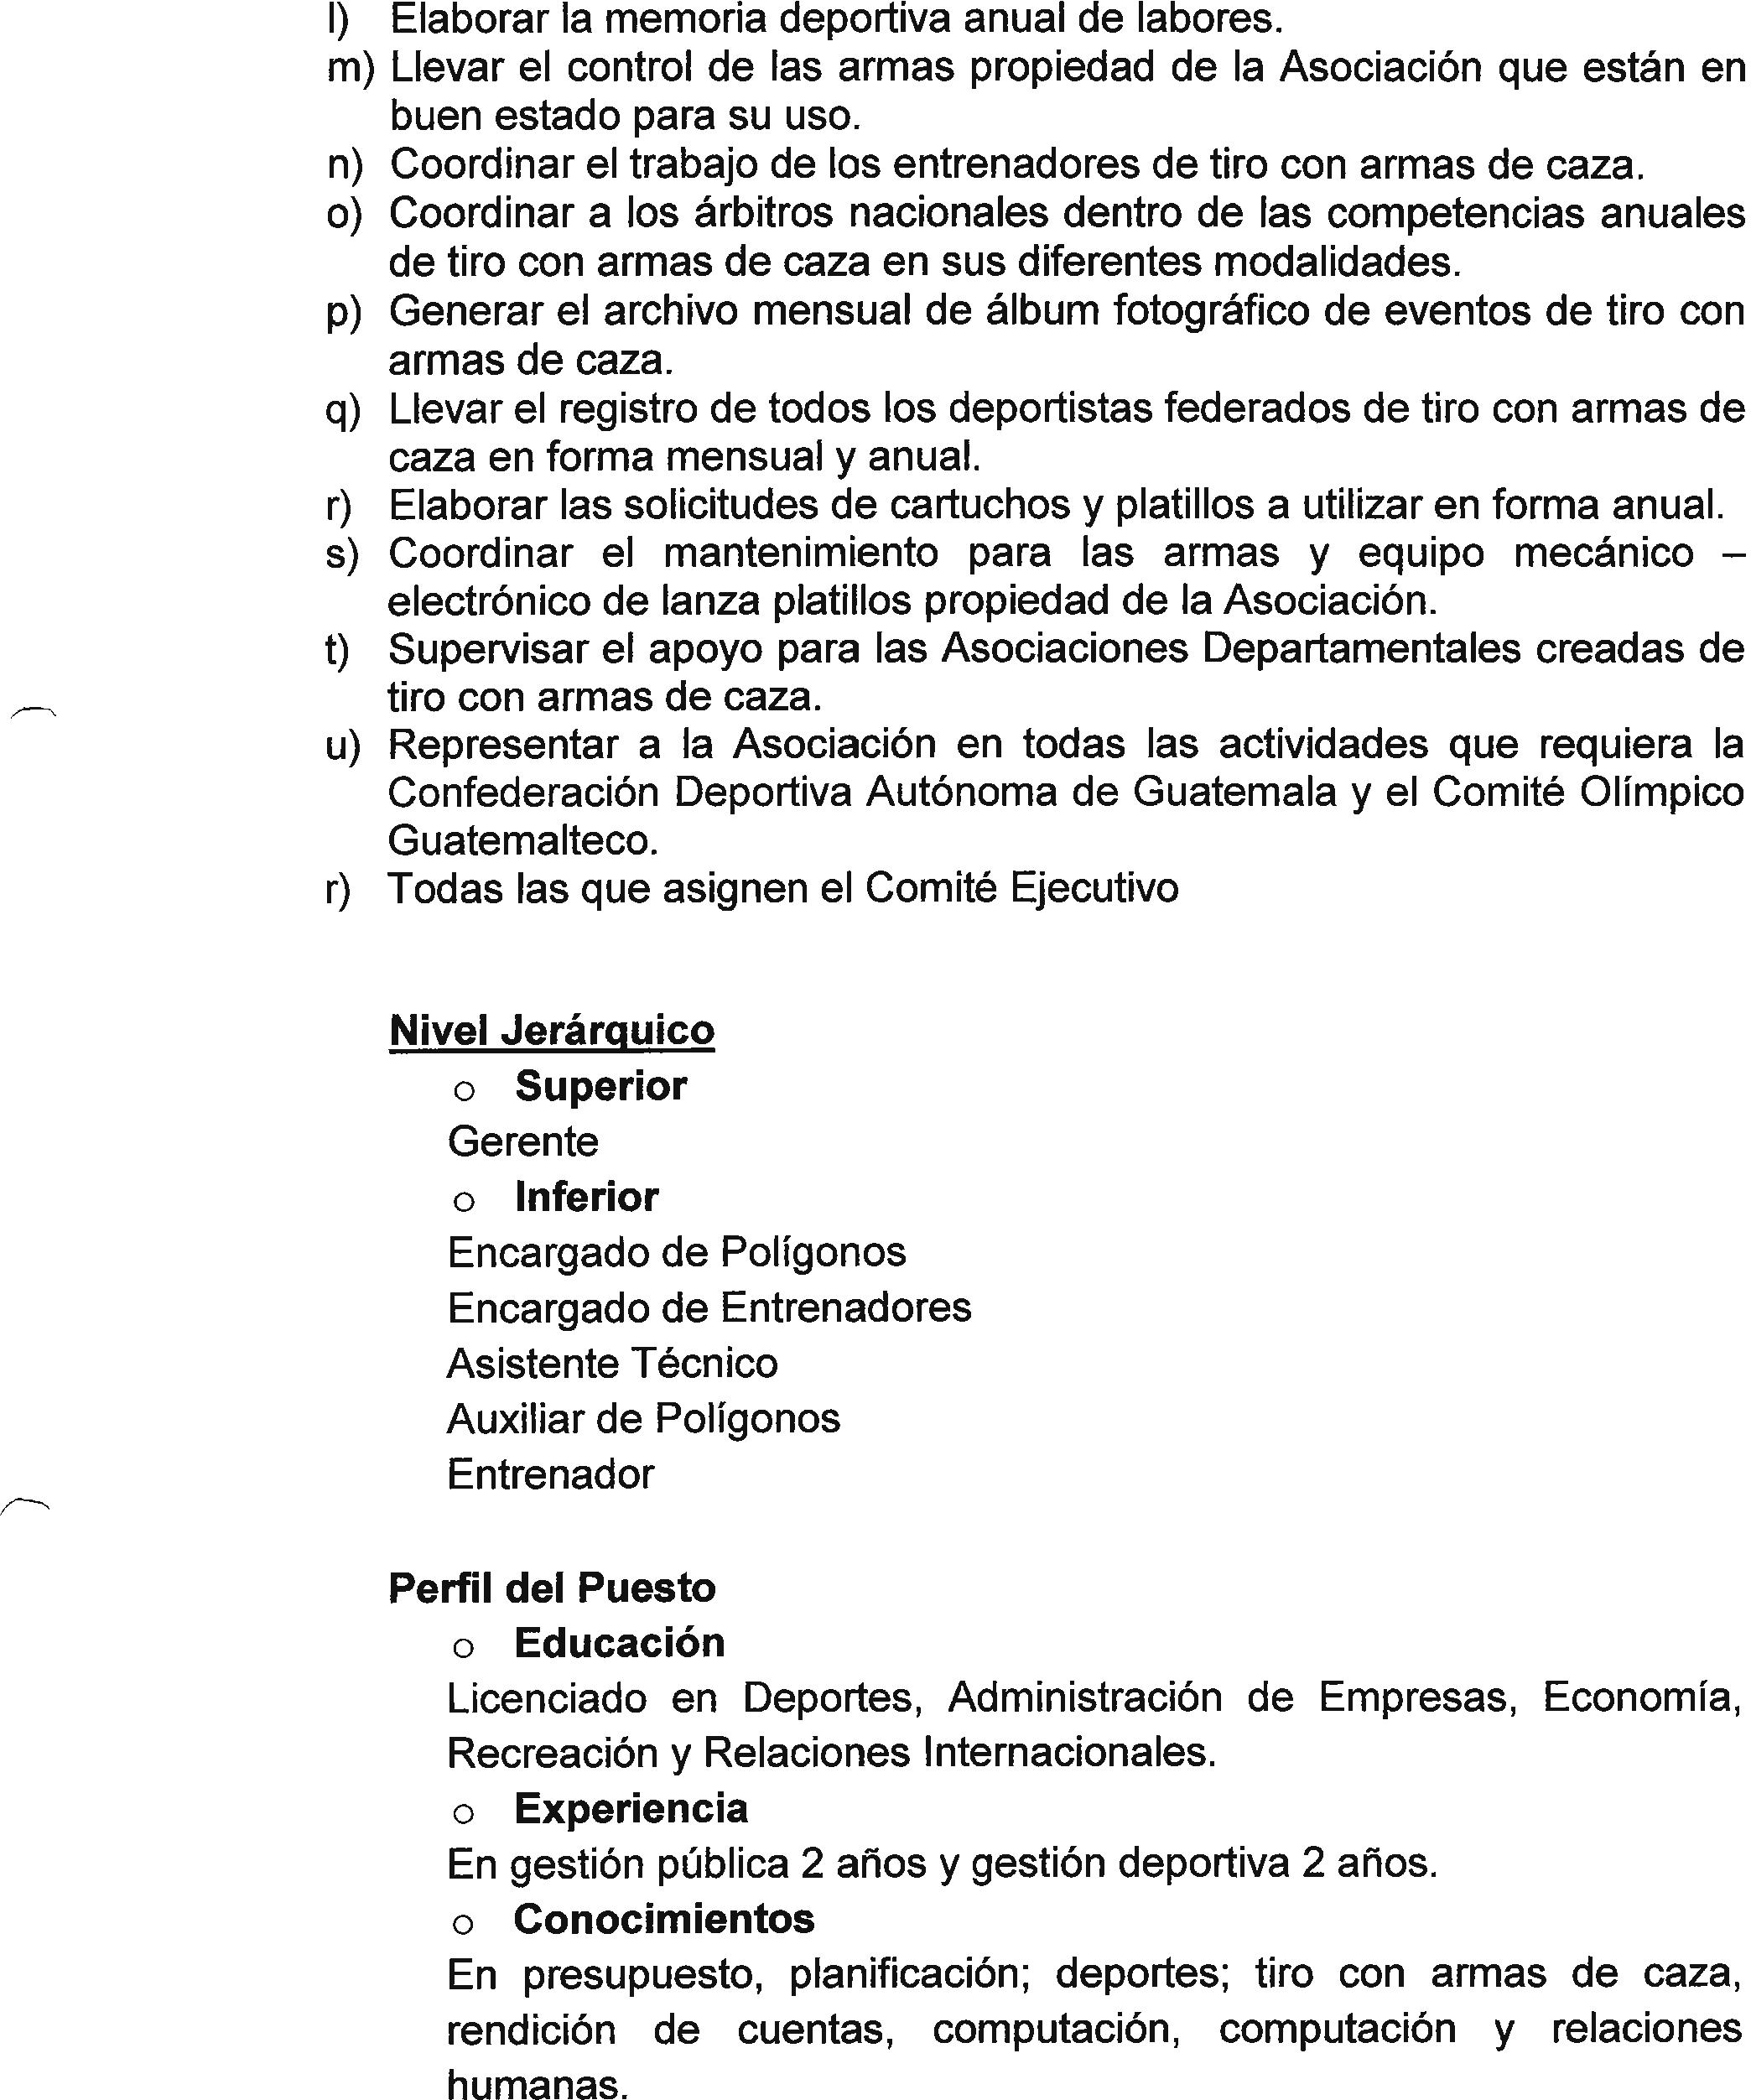 l) Elaborar la memoria deportiva anual de labores.
m) Llevar el control de las armas propiedad de la Asociación que están en
buen estado para su uso.
n) Coordinar el trabajo de los entrenadores de tiro con armas de caza.
o) Coordinar a los árbitros nacionales dentro de las competencias anuales
de tiro con armas de caza en sus diferentes modalidades.
p) Generar el archivo mensual de álbum fotográfico de eventos de tiro con
armas de caza.
q) Llevar el registro de todos los deportistas federados de tiro con armas de
caza en forma mensual y anual.
r) Elaborar las solicitudes de cartuchos y platillos a utilizar en forma anual.
s) Coordinar el mantenimiento para las armas y equipo mecánico –
electrónico de lanza platillos propiedad de la Asociación.
t) Supervisar el apoyo para las Asociaciones Departamentales creadas de
tiro con armas de caza.
u) Representar a la Asociación en todas las actividades que requiera la
Confederación Deportiva Autónoma de Guatemala y el Comité Olímpico
Guatemalteco.
r) Todas las que asignen el Comité Ejecutivo
Nivel Jerárquico
o Superior
Gerente
o Inferior
Encargado de Polígonos
Encargado de Entrenadores
Asistente Técnico
Auxiliar de Polígonos
Entrenador
Perfil del Puesto
o Educación
Licenciado en Deportes, Administración de Empresas, Economía,
Recreación y Relaciones Internacionales.
o Experiencia
En gestión pública 2 años y gestión deportiva 2 años.
o Conocimientos
En presupuesto, planificación; deportes; tiro con armas de caza,
rendición de cuentas, computación, computación y relaciones
humanas.